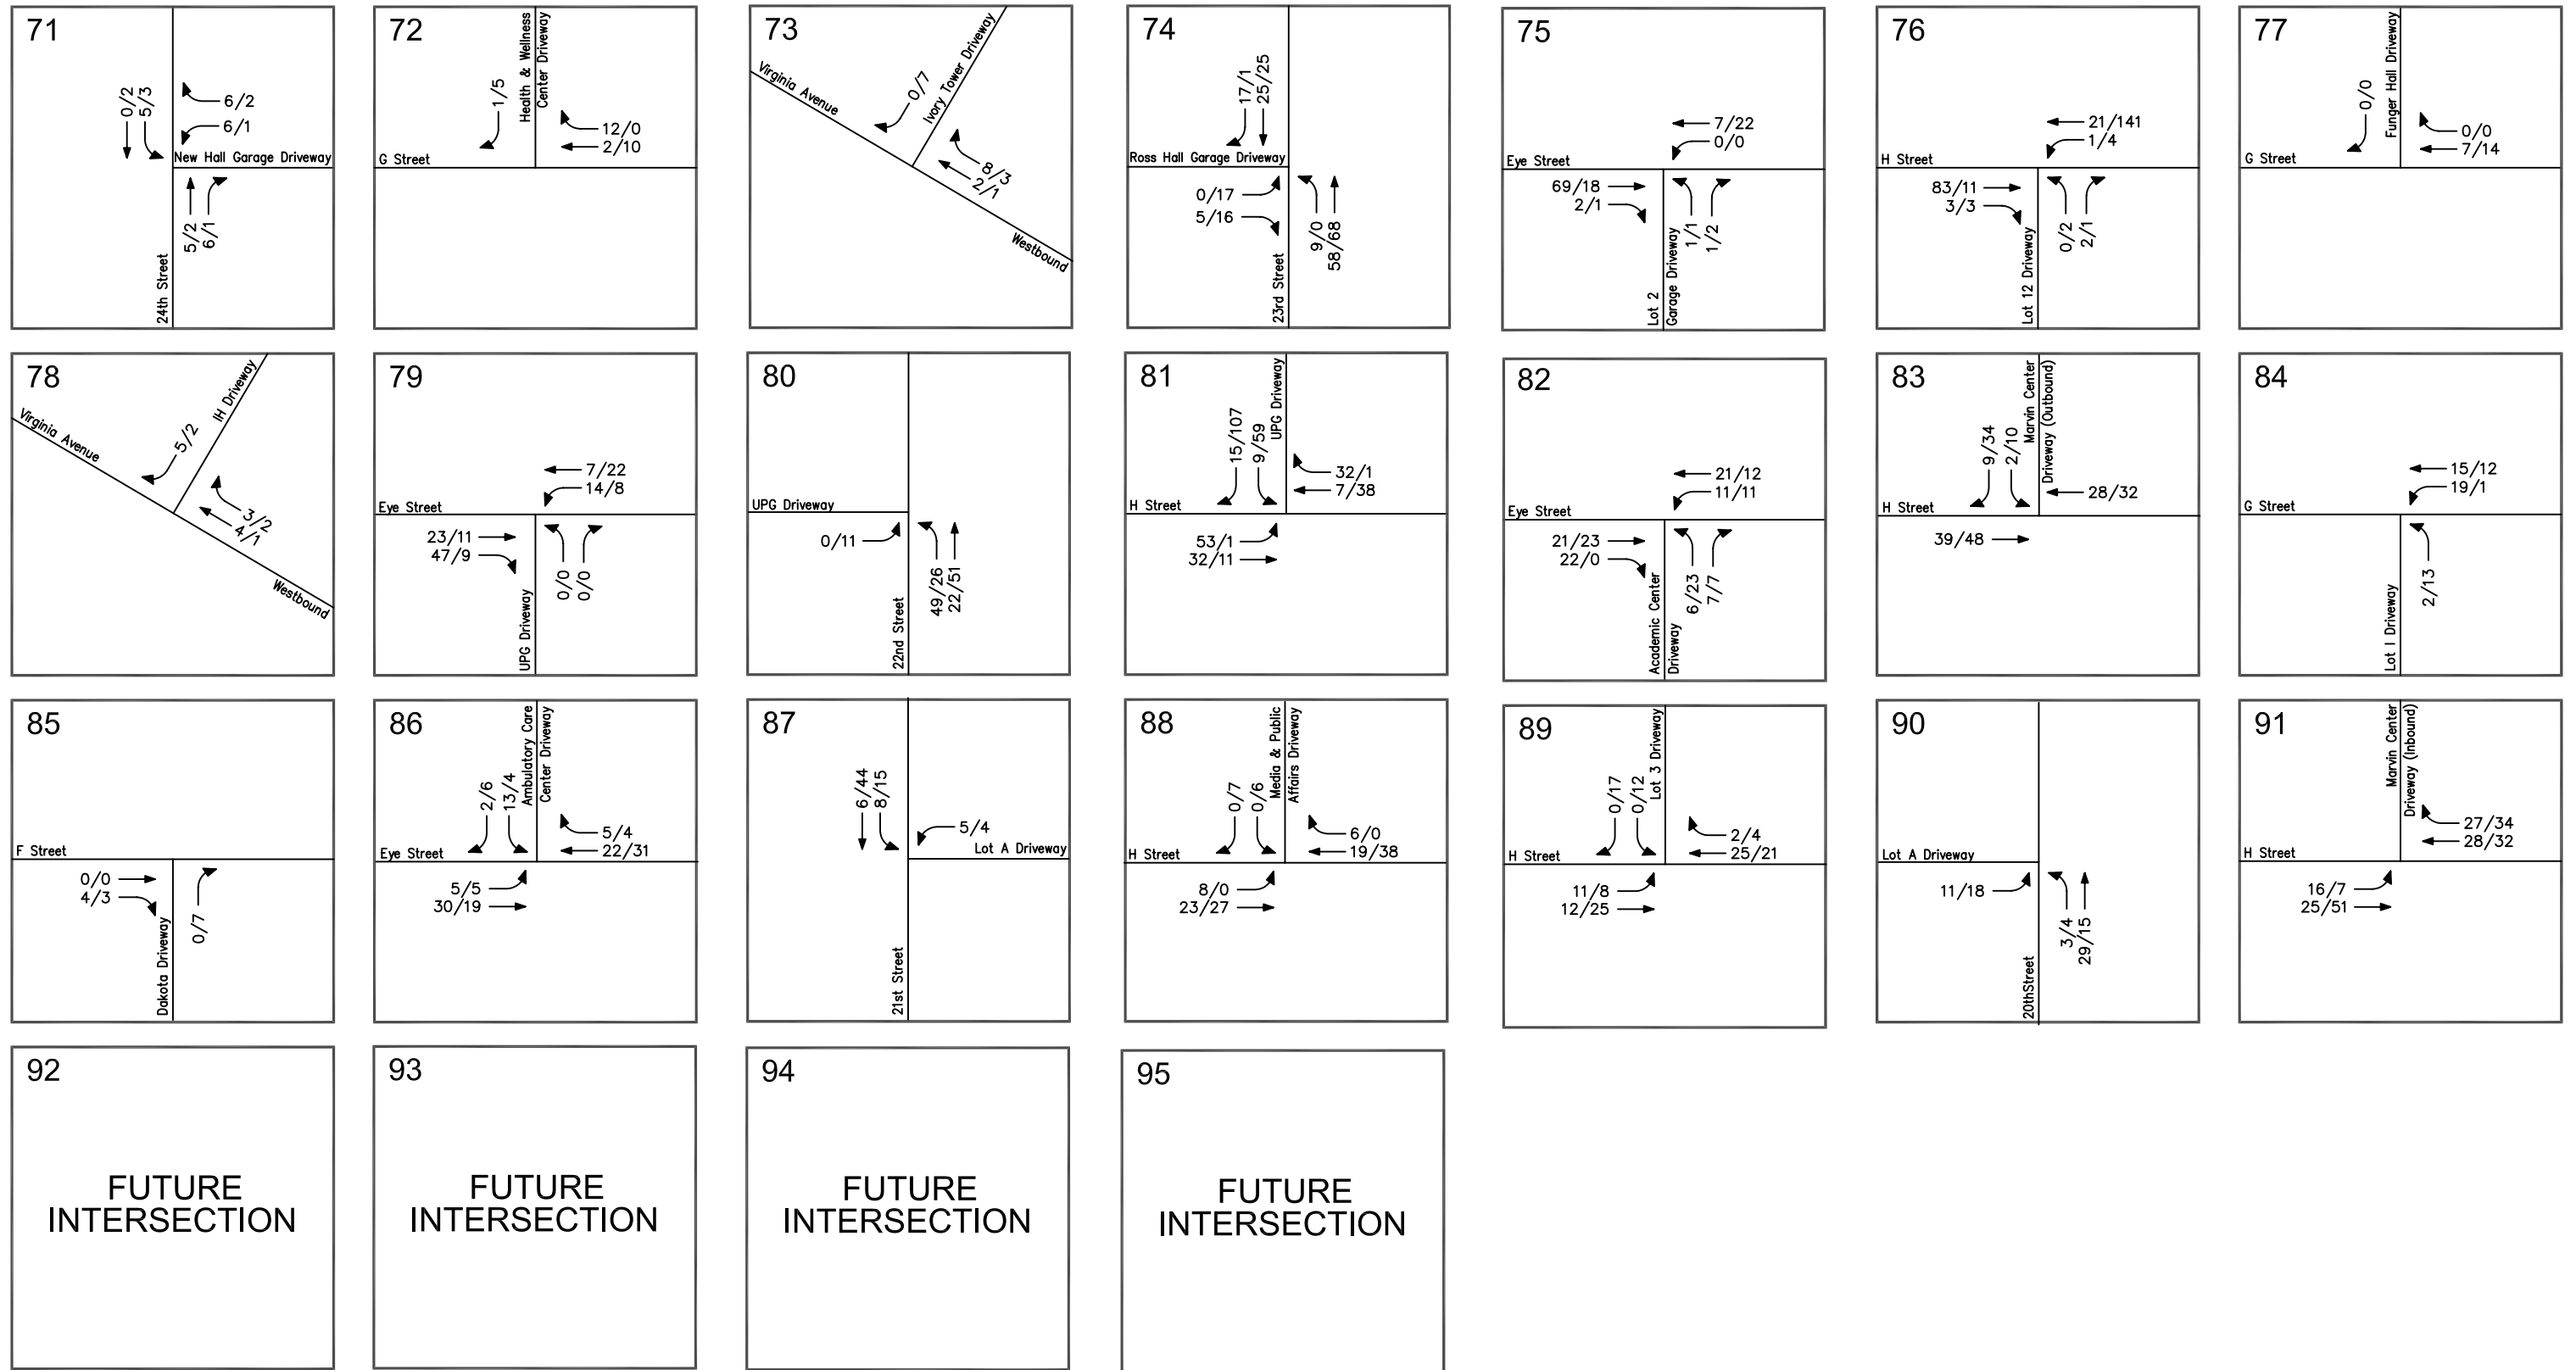 71
0/2
5/3
6/2
6/1
New Hall Garage Driveway
5/2
6/1
24th Street
72
Health & Wellness
Center Driveway
1/5
12/0
2/10
G Street
73
Virginia Avenue
0/7
Ivory Tower Driveway
8/3
2/1
Westbound
74
17/1
25/25
Ross Hall Garage Driveway
0/17
5/16
9/0
58/68
23rd Street
75
7/22
0/0
Eye Street
69/18
2/1
1/1
1/2
Lot 2
Garage Driveway
76
21/141
1/4
H Street
83/11
3/3
0/2
2/1
Lot 12 Driveway
77
Funger Hall Driveway
0/0
0/0
7/14
G Street
78
Virginia Avenue
5/2
IH Driveway
3/2
4/1
Westbound
79
7/22
14/8
Eye Street
23/11
47/9
0/0
0/0
UPG Driveway
80
UPG Driveway
0/11
49/26
22/51
22nd Street
81
15/107
9/59
UPG Driveway
32/1
7/38
H Street
53/1
32/11
82
21/12
11/11
Eye Street
21/23
22/0
6/23
7/7
Academic Center
Driveway
83
9/34
2/10
Marvin Center
Driveway (Outbound)
28/32
H Street
39/48
84
15/12
19/1
G Street
2/13
Lot I Driveway
85
F Street
0/0
4/3
0/7
Dakota Driveway
86
2/6
13/4
Ambulatory Care
Center Driveway
5/4
22/31
Eye Street
5/5
30/19
87
6/44
8/15
5/4
Lot A Driveway
21st Street
88
0/7
0/6
Media & Public
Affairs Driveway
6/0
19/38
H Street
8/0
23/27
89
0/17
0/12
Lot 3 Driveway
2/4
25/21
H Street
11/8
12/25
90
Lot A Driveway
11/18
3/4
29/15
20thStreet
91
Marvin Center
Driveway (Inbound)
27/34
28/32
H Street
16/7
25/51
92
FUTURE
INTERSECTION
93
FUTURE
INTERSECTION
94
FUTURE
INTERSECTION
95
FUTURE
INTERSECTION